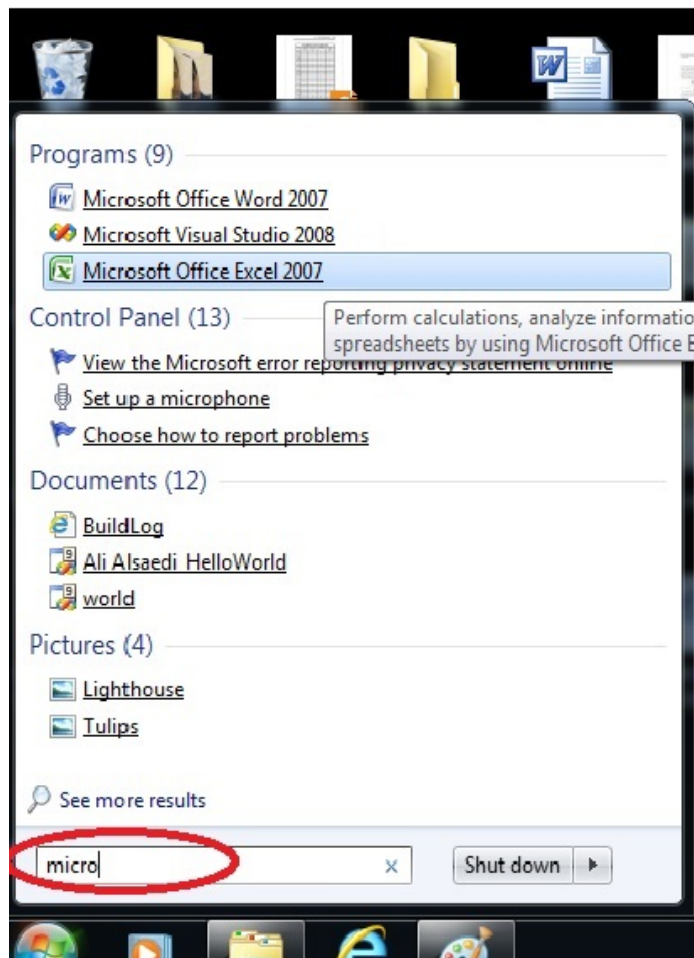 Programs (9)
Microsoft Office Word 2007
Microsoft Visual Studio 2008
Microsoft Office Excel 2007
Control Panel (13)
Perform calculations, analyze informatio
spreadsheets by using Microsoft Office E
View the Microsoft error reporting privacy statement online
Set up a microphone
Choose how to report problems
Documents (12)
BuildLog
Ali Alsaedi HelloWorld
world
Pictures (4)
Lighthouse
Tulips
See more results
micro
Shut down